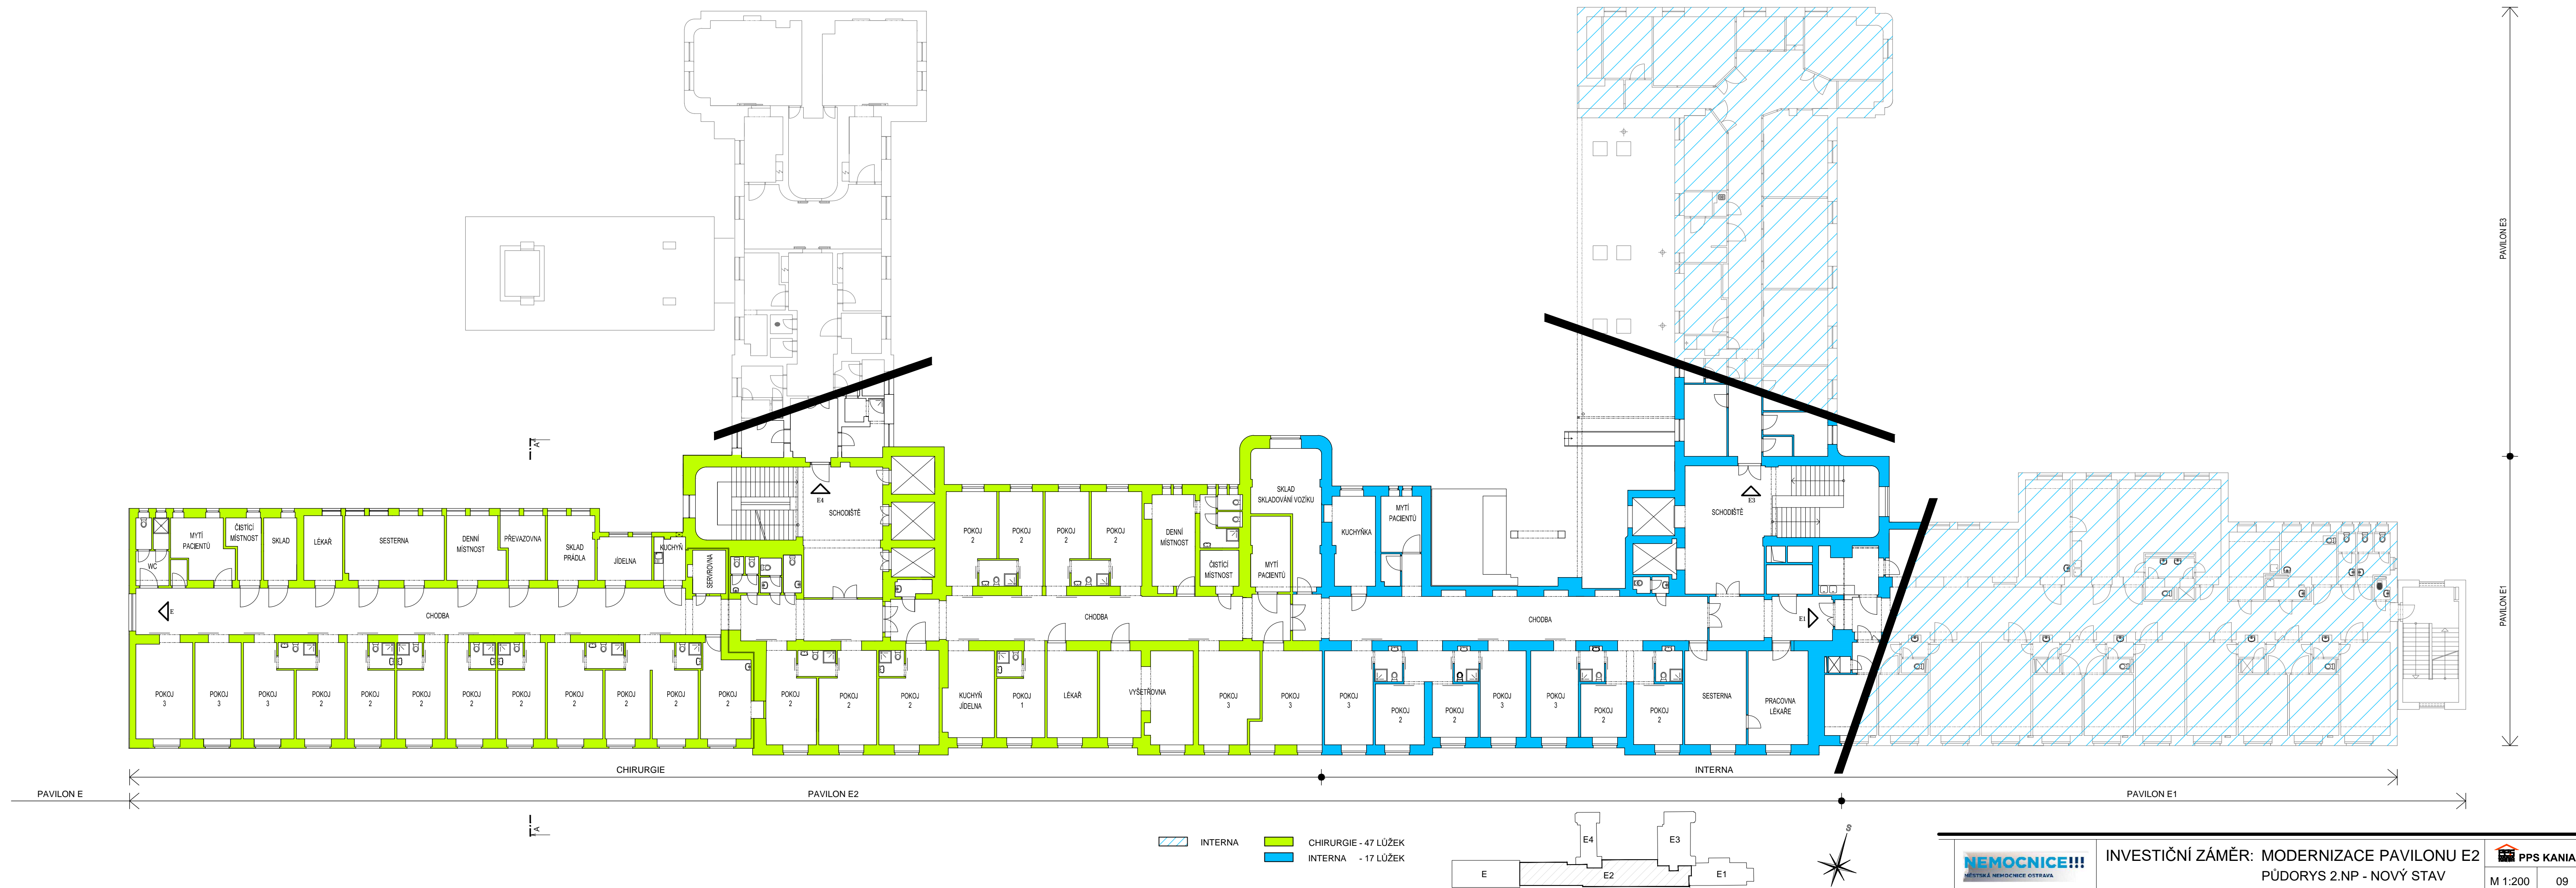 PAVILON E3
PAVILON E1
A
E4
SCHODIŠTĚ
E3
SCHODIŠTĚ
WC
MYTÍ
PACIENTŮ
ČISTÍCÍ
MÍSTNOST
SKLAD
LÉKAŘ
SESTERNA
DENNÍ
MÍSTNOST
PŘEVAZOVNA
SKLAD
PRÁDLA
JÍDELNA
KUCHYŇ
SERVROVNA
POKOJ
2
POKOJ
2
POKOJ
2
POKOJ
2
DENNÍ
MÍSTNOST
ČISTÍCÍ
MÍSTNOST
SKLAD
SKLADOVÁNÍ VOZÍKU
MYTÍ
PACIENTŮ
KUCHYŇKA
MYTÍ
PACIENTŮ
E
CHODBA
CHODBA
CHODBA
E1
POKOJ
3
POKOJ
3
POKOJ
3
POKOJ
2
POKOJ
2
POKOJ
2
POKOJ
2
POKOJ
2
POKOJ
2
POKOJ
2
POKOJ
2
POKOJ
2
POKOJ
2
POKOJ
2
POKOJ
2
KUCHYŇ
JÍDELNA
POKOJ
1
LÉKAŘ
VYŠETŘOVNA
POKOJ
3
POKOJ
3
POKOJ
3
POKOJ
2
POKOJ
2
POKOJ
3
POKOJ
3
POKOJ
2
POKOJ
2
SESTERNA
PRACOVNA
LÉKAŘE
CHIRURGIE
INTERNA
PAVILON E
PAVILON E2
PAVILON E1
A
INTERNA
CHIRURGIE - 47 LŮŽEK
INTERNA - 17 LŮŽEK
E4
E3
E
E2
E1
S
NEMOCNICE!!!
MĚSTSKÁ NEMOCNICE OSTRAVA
INVESTIČNÍ ZÁMĚR: MODERNIZACE PAVILONU E2
PŮDORYS 2.NP - NOVÝ STAV
PPS KANIA
M 1:200
09